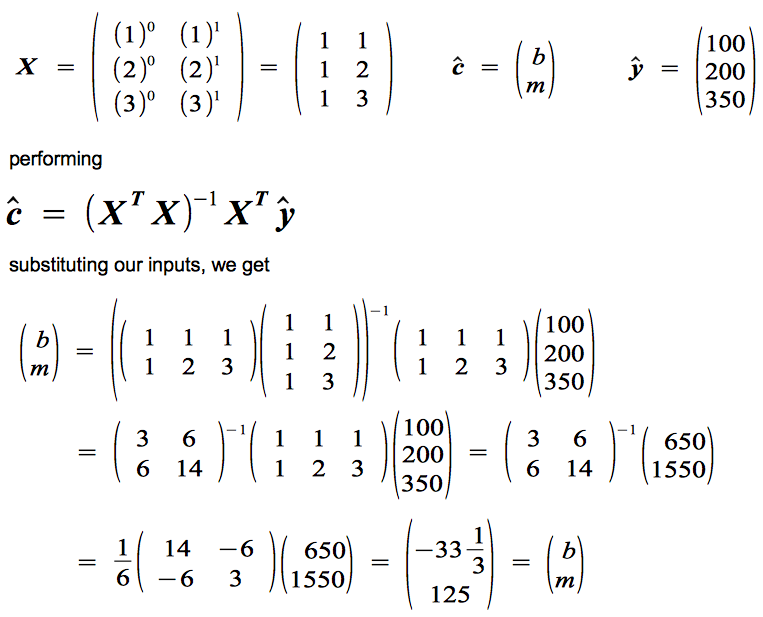 X = ( (1)⁰ (1)¹ ; (2)⁰ (2)¹ ; (3)⁰ (3)¹ ) = ( 1 1 ; 1 2 ; 1 3 ) ĉ = ( b ; m ) ŷ = ( 100 ; 200 ; 350 )
performing
ĉ = (Xᵀ X)⁻¹ Xᵀ ŷ
substituting our inputs, we get
( b ; m ) = ( ( 1 1 1 ; 1 2 3 ) ( 1 1 ; 1 2 ; 1 3 ) )⁻¹ ( 1 1 1 ; 1 2 3 ) ( 100 ; 200 ; 350 )
= ( 3 6 ; 6 14 )⁻¹ ( 1 1 1 ; 1 2 3 ) ( 100 ; 200 ; 350 ) = ( 3 6 ; 6 14 )⁻¹ ( 650 ; 1550 )
= 1/6 ( 14 −6 ; −6 3 ) ( 650 ; 1550 ) = ( −33 1/3 ; 125 ) = ( b ; m )